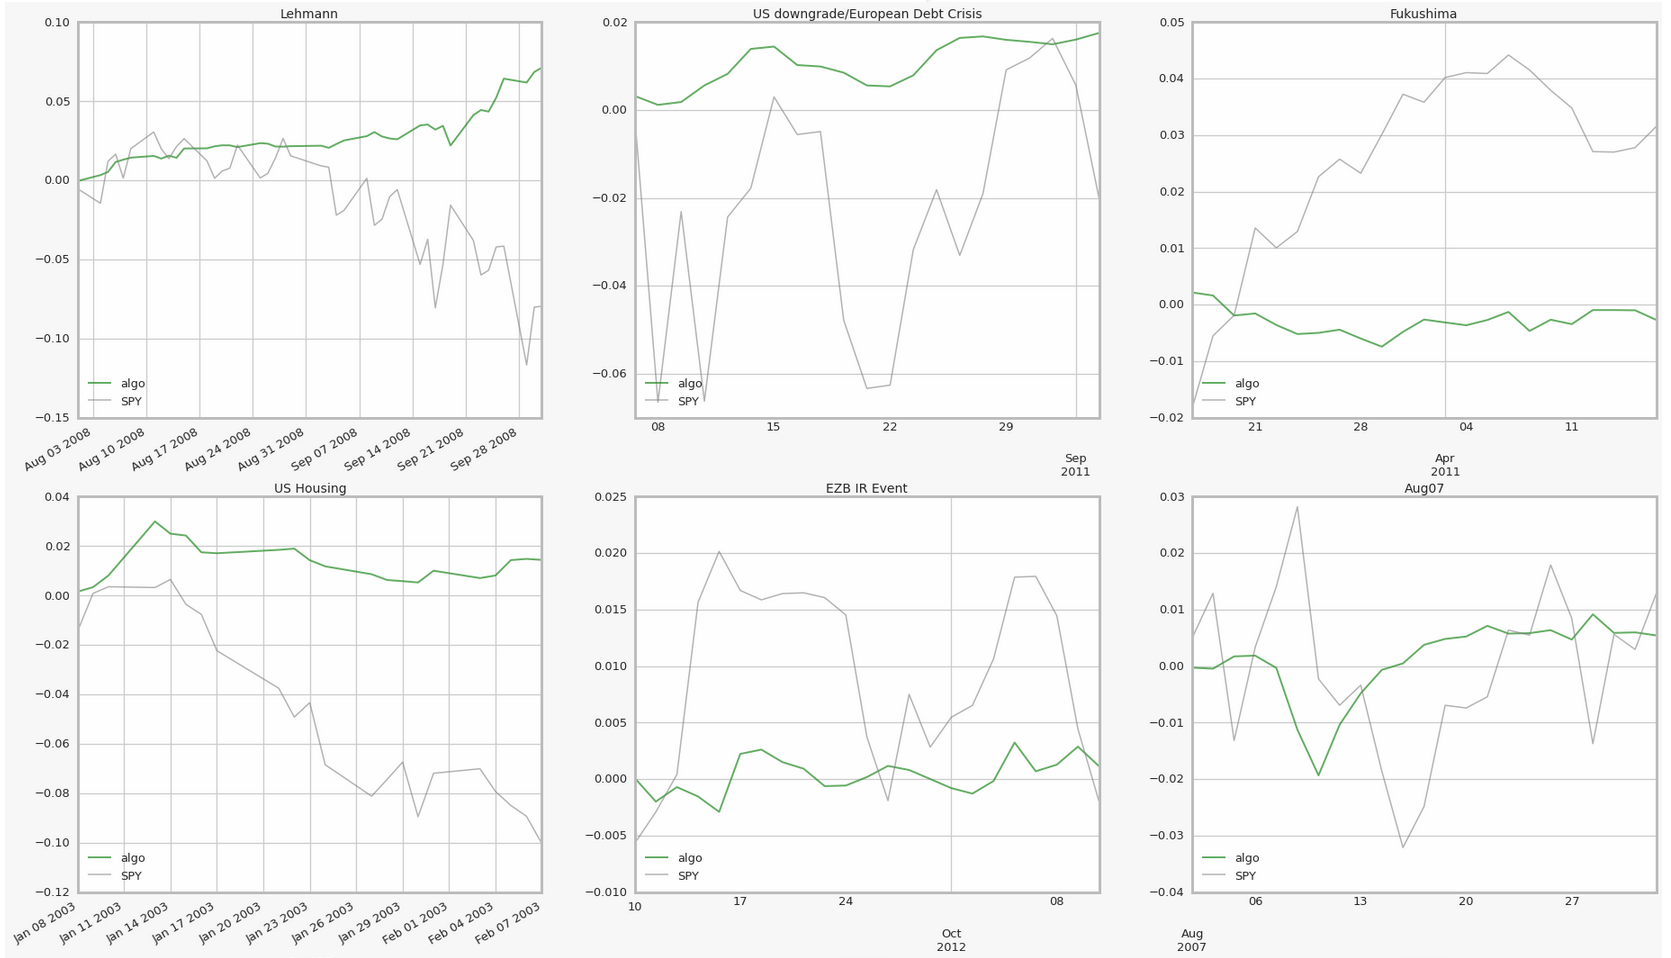 Lehmann
0.10
0.05
0.00
−0.05
−0.10
−0.15
algo
SPY
Aug 03 2008
Aug 10 2008
Aug 17 2008
Aug 24 2008
Aug 31 2008
Sep 07 2008
Sep 14 2008
Sep 21 2008
Sep 28 2008
US downgrade/European Debt Crisis
0.02
0.00
−0.02
−0.04
−0.06
algo
SPY
08
15
22
29
Sep
2011
Fukushima
0.05
0.04
0.03
0.02
0.01
0.00
−0.01
−0.02
algo
SPY
21
28
04
11
Apr
2011
US Housing
0.04
0.02
0.00
−0.02
−0.04
−0.06
−0.08
−0.10
−0.12
algo
SPY
Jan 08 2003
Jan 11 2003
Jan 14 2003
Jan 17 2003
Jan 20 2003
Jan 23 2003
Jan 26 2003
Jan 29 2003
Feb 01 2003
Feb 04 2003
Feb 07 2003
EZB IR Event
0.025
0.020
0.015
0.010
0.005
0.000
−0.005
−0.010
algo
SPY
10
17
24
08
Oct
2012
Aug07
0.03
0.02
0.01
0.00
−0.01
−0.02
−0.03
−0.04
algo
SPY
06
13
20
27
Aug
2007